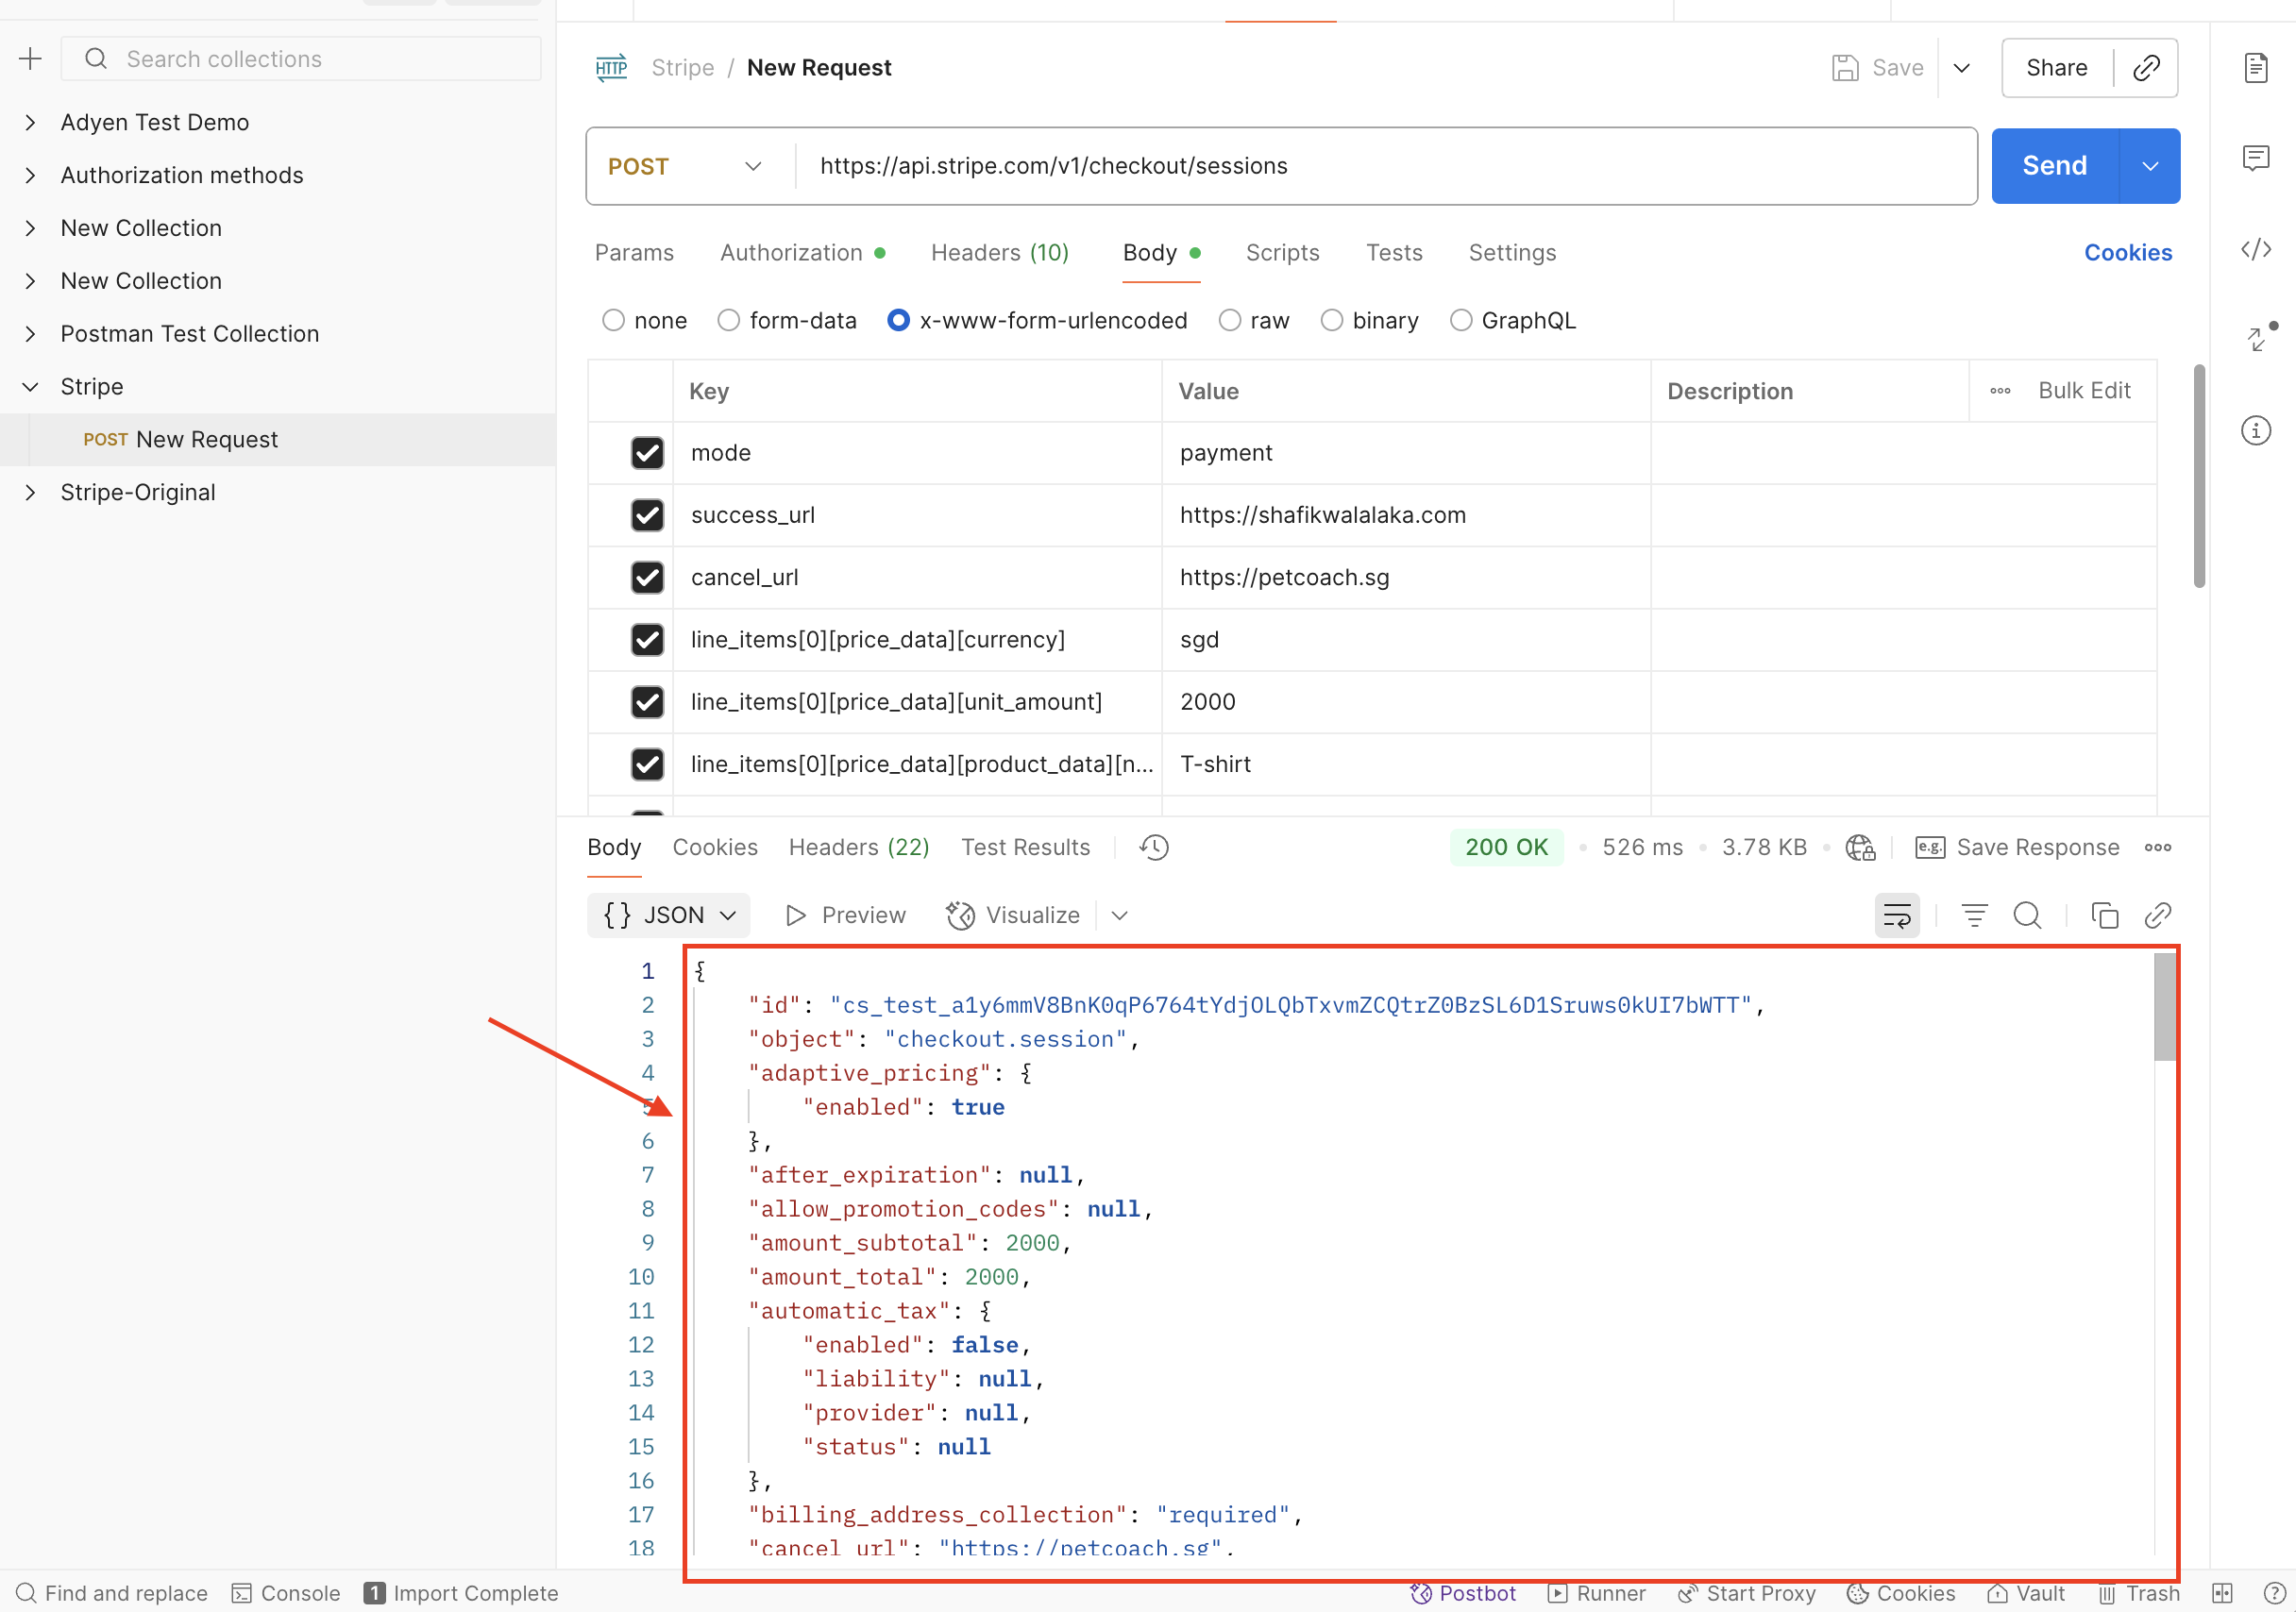 Search collections
Adyen Test Demo
Authorization methods
New Collection
New Collection
Postman Test Collection
Stripe
POST New Request
Stripe-Original
HTTP Stripe / New Request
Save
Share
POST https://api.stripe.com/v1/checkout/sessions
Send
Params Authorization Headers (10) Body Scripts Tests Settings Cookies
none form-data x-www-form-urlencoded raw binary GraphQL
Key Value Description Bulk Edit
mode payment
success_url https://shafikwalalaka.com
cancel_url https://petcoach.sg
line_items[0][price_data][currency] sgd
line_items[0][price_data][unit_amount] 2000
line_items[0][price_data][product_data][n... T-shirt
Body Cookies Headers (22) Test Results 200 OK 526 ms 3.78 KB e.g. Save Response
{} JSON Preview Visualize
1 {
2 "id": "cs_test_a1y6mmV8BnK0qP6764tYdjOLQbTxvmZCQtrZ0BzSL6D1Sruws0kUI7bWTT",
3 "object": "checkout.session",
4 "adaptive_pricing": {
5 "enabled": true
6 },
7 "after_expiration": null,
8 "allow_promotion_codes": null,
9 "amount_subtotal": 2000,
10 "amount_total": 2000,
11 "automatic_tax": {
12 "enabled": false,
13 "liability": null,
14 "provider": null,
15 "status": null
16 },
17 "billing_address_collection": "required",
18 "cancel_url": "https://petcoach.sg",
Find and replace Console 1 Import Complete Postbot Runner Start Proxy Cookies Vault Trash